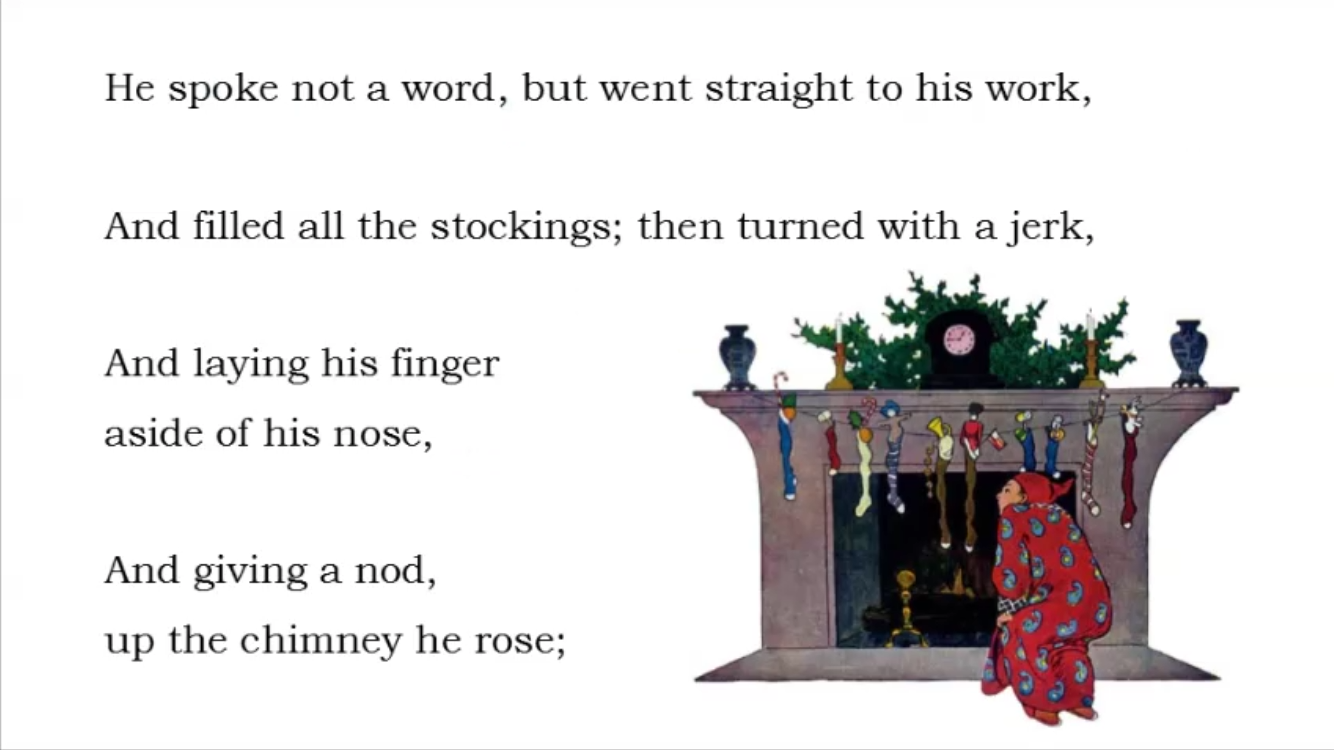 He spoke not a word, but went straight to his work,
And filled all the stockings; then turned with a jerk,
And laying his finger
aside of his nose,
And giving a nod,
up the chimney he rose;